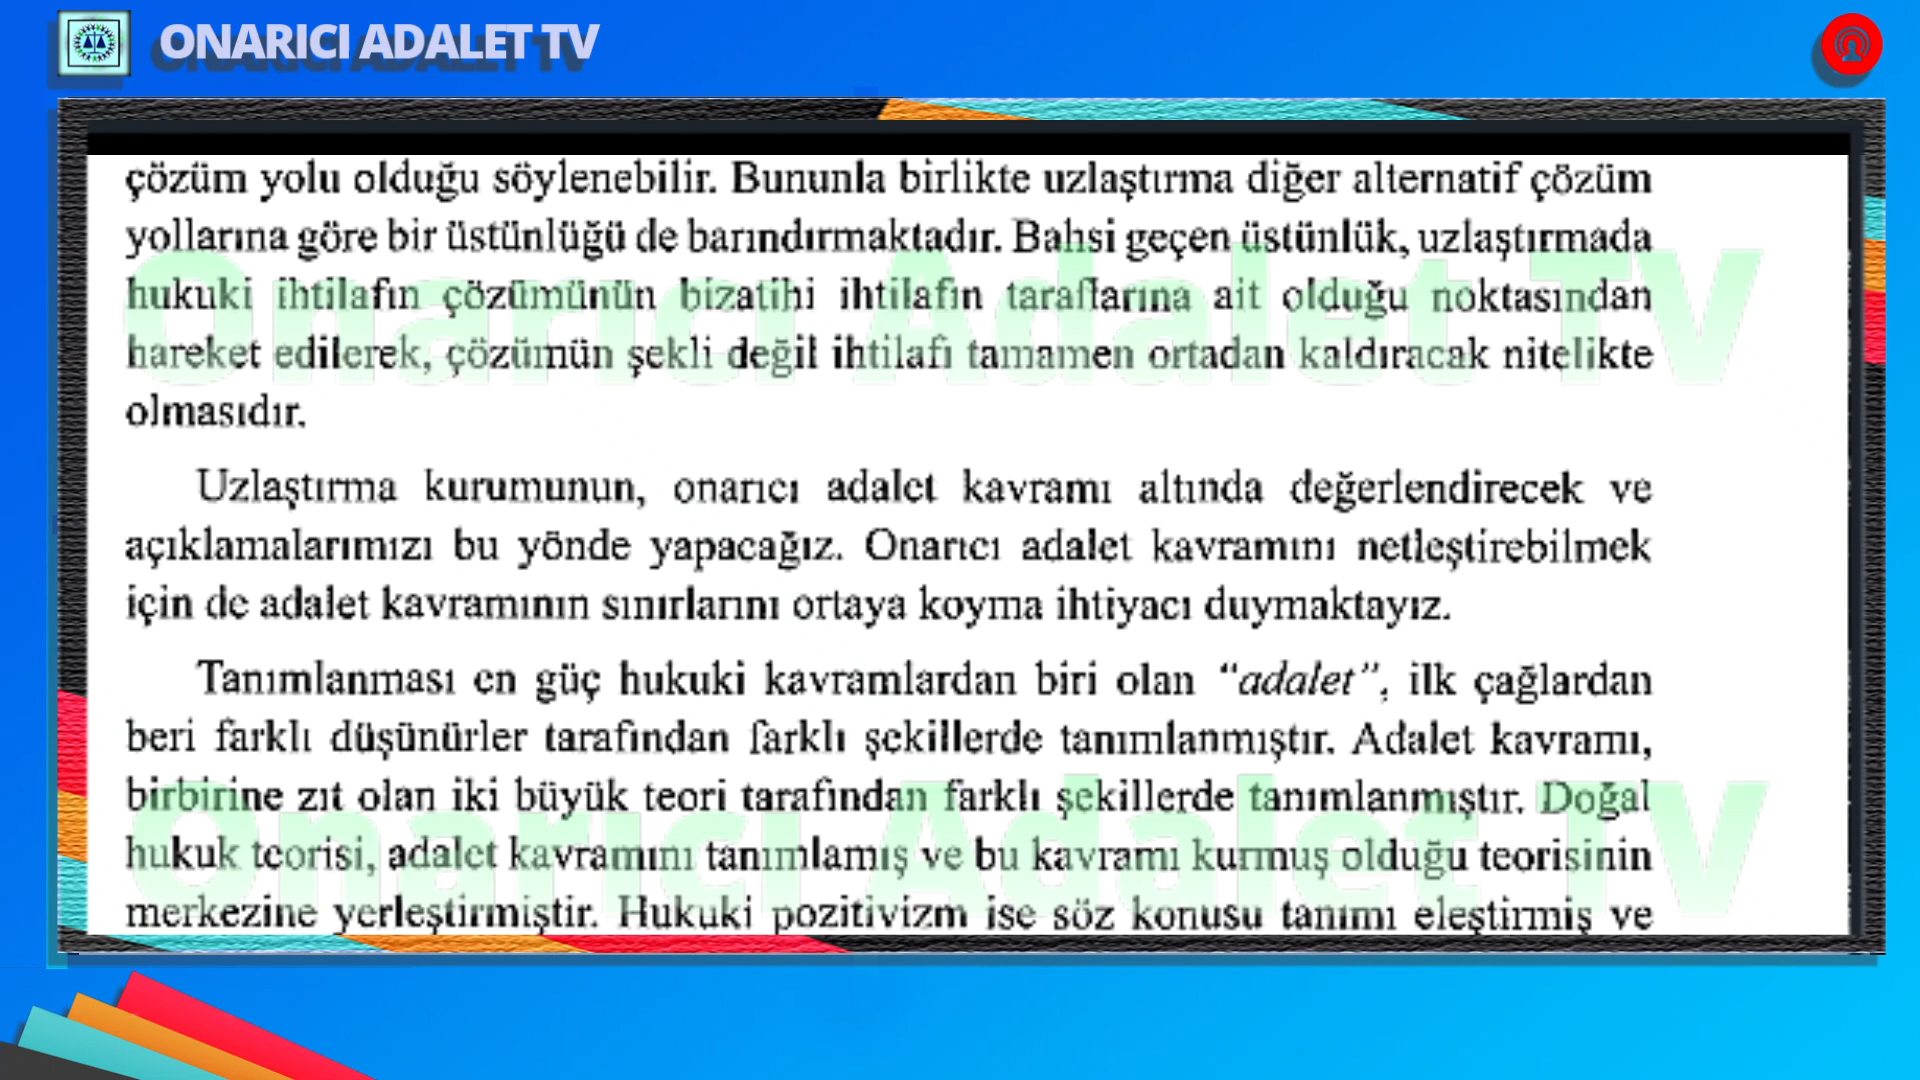 ONARICI ADALET TV
çözüm yolu olduğu söylenebilir. Bununla birlikte uzlaştırma diğer alternatif çözüm
yollarına göre bir üstünlüğü de barındırmaktadır. Bahsi geçen üstünlük, uzlaştırmada
hukuki ihtilafın çözümünün bizatihi ihtilafın taraflarına ait olduğu noktasından
hareket edilerek, çözümün şekli değil ihtilafı tamamen ortadan kaldıracak nitelikte
olmasıdır.
Uzlaştırma kurumunun, onarıcı adalet kavramı altında değerlendirecek ve
açıklamalarımızı bu yönde yapacağız. Onarıcı adalet kavramını netleştirebilmek
için de adalet kavramının sınırlarını ortaya koyma ihtiyacı duymaktayız.
Tanımlanması en güç hukuki kavramlardan biri olan “adalet”, ilk çağlardan
beri farklı düşünürler tarafından farklı şekillerde tanımlanmıştır. Adalet kavramı,
birbirine zıt olan iki büyük teori tarafından farklı şekillerde tanımlanmıştır. Doğal
hukuk teorisi, adalet kavramını tanımlamış ve bu kavramı kurmuş olduğu teorisinin
merkezine yerleştirmiştir. Hukuki pozitivizm ise söz konusu tanımı eleştirmiş ve
Onarıcı Adalet TV
Onarıcı Adalet TV